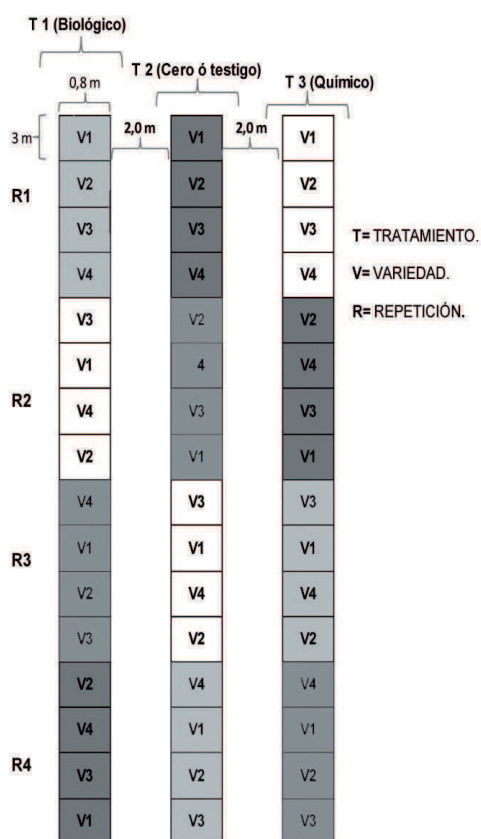 T 1 (Biológico)
T 2 (Cero ó testigo)
T 3 (Químico)
0,8 m
3 m
2,0 m
2,0 m
V1 V1 V1
V2 V2 V2
R1
V3 V3 V3
T= TRATAMIENTO.
V4 V4 V4
V= VARIEDAD.
V3 V2 V2
R= REPETICIÓN.
V1 4 V4
R2
V4 V3 V3
V2 V1 V1
V4 V3 V3
V1 V1 V1
R3
V2 V4 V4
V3 V2 V2
V2 V4 V4
V4 V1 V1
R4
V3 V2 V2
V1 V3 V3